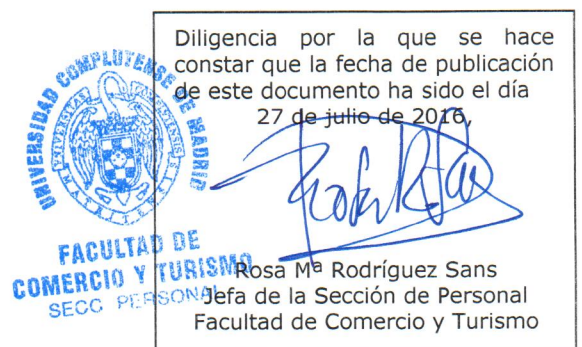 Diligencia por la que se hace
constar que la fecha de publicación
de este documento ha sido el día
27 de julio de 2016,
UNIVERSIDAD COMPLUTENSE DE MADRID
FACULTAD DE
COMERCIO Y TURISMO
SECC PERSONAL
Rosa Mª Rodríguez Sans
Jefa de la Sección de Personal
Facultad de Comercio y Turismo